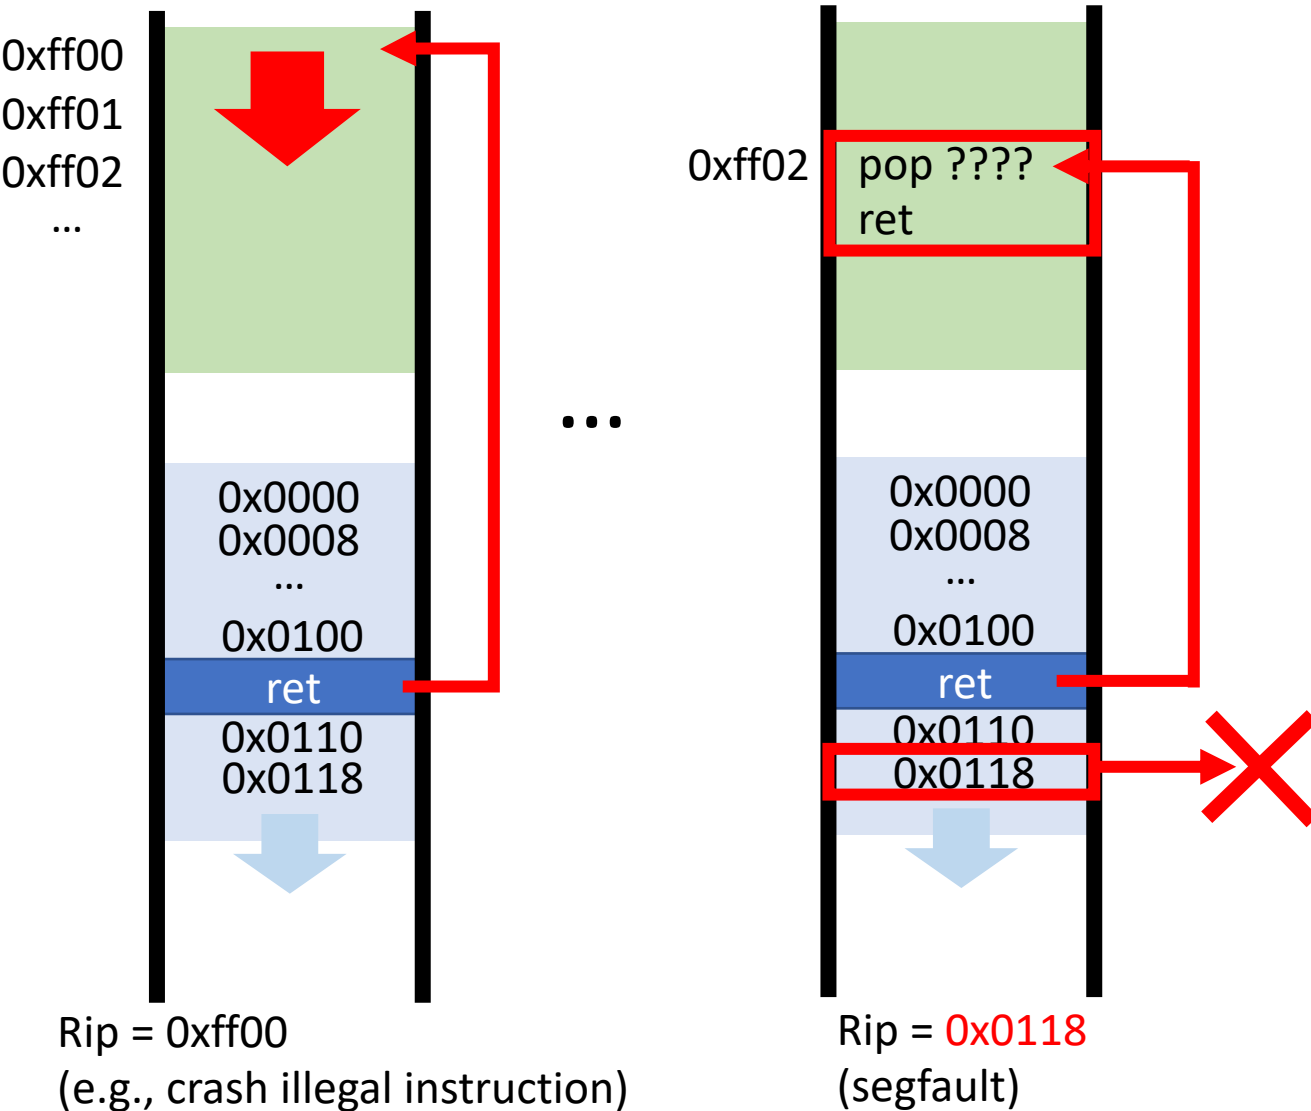 0xff00
0xff01
0xff02
...
0x0000
0x0008
...
0x0100
ret
0x0110
0x0118
Rip = 0xff00
(e.g., crash illegal instruction)
...
0xff02
pop ????
ret
0x0000
0x0008
...
0x0100
ret
0x0110
0x0118
Rip = 0x0118
(segfault)